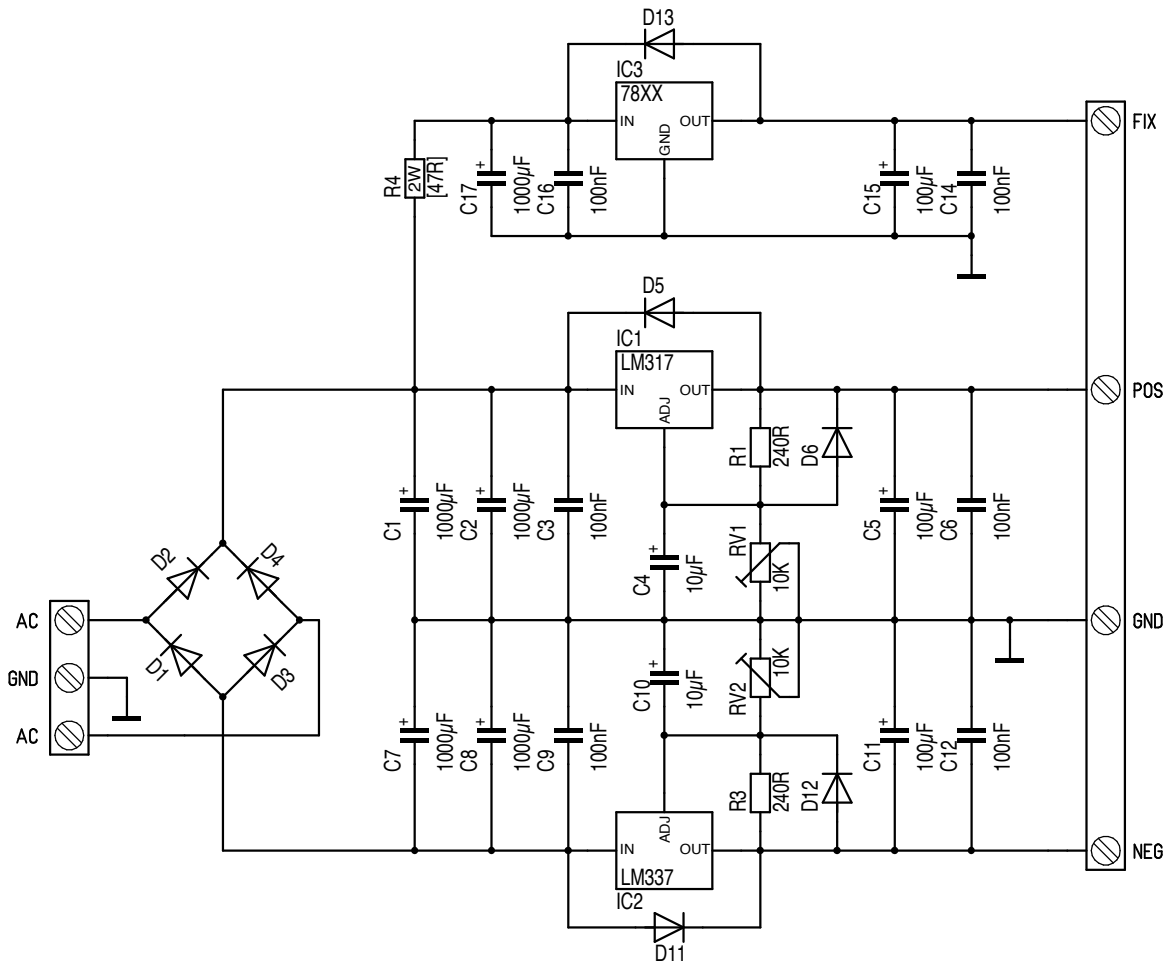 D13
IC3
78XX
IN
OUT
GND
FIX
R4
2W
[47R]
C17
+
1000µF
C16
100nF
C15
+
100µF
C14
100nF
D5
IC1
LM317
IN
OUT
ADJ
POS
R1
240R
D6
C1
+
1000µF
C2
+
1000µF
C3
100nF
C4
+
10µF
RV1
10K
C5
+
100µF
C6
100nF
D2
D4
D1
D3
AC
GND
AC
GND
C7
+
1000µF
C8
+
1000µF
C9
100nF
C10
+
10µF
RV2
10K
R3
240R
D12
C11
+
100µF
C12
100nF
ADJ
IN
OUT
LM337
IC2
NEG
D11